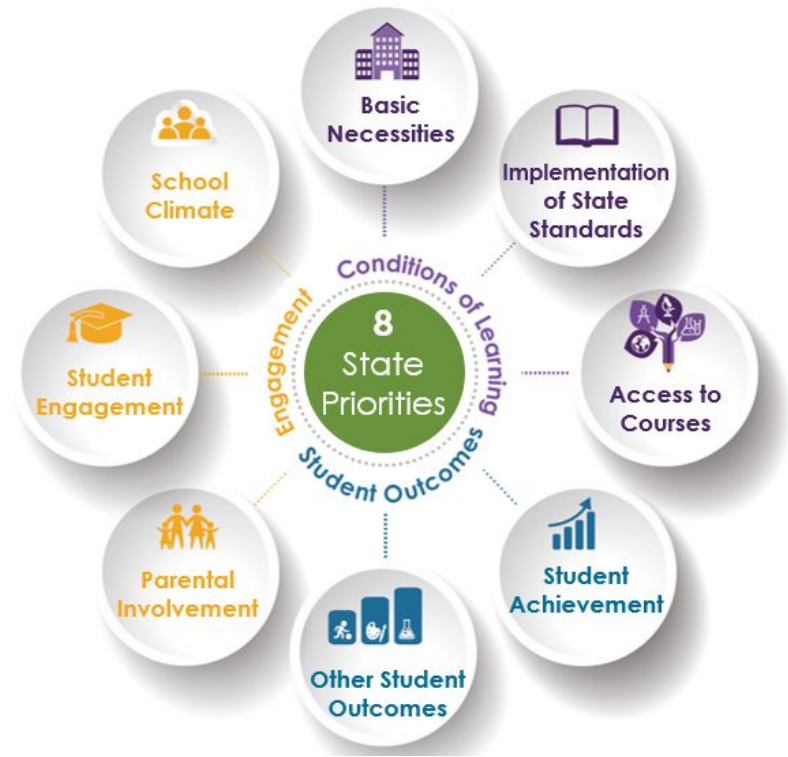 Basic
Necessities
Implementation
of State
Standards
Access to
Courses
Student
Achievement
Other Student
Outcomes
Parental
Involvement
Student
Engagement
School
Climate
Conditions of Learning
Student Outcomes
Engagement
8
State
Priorities